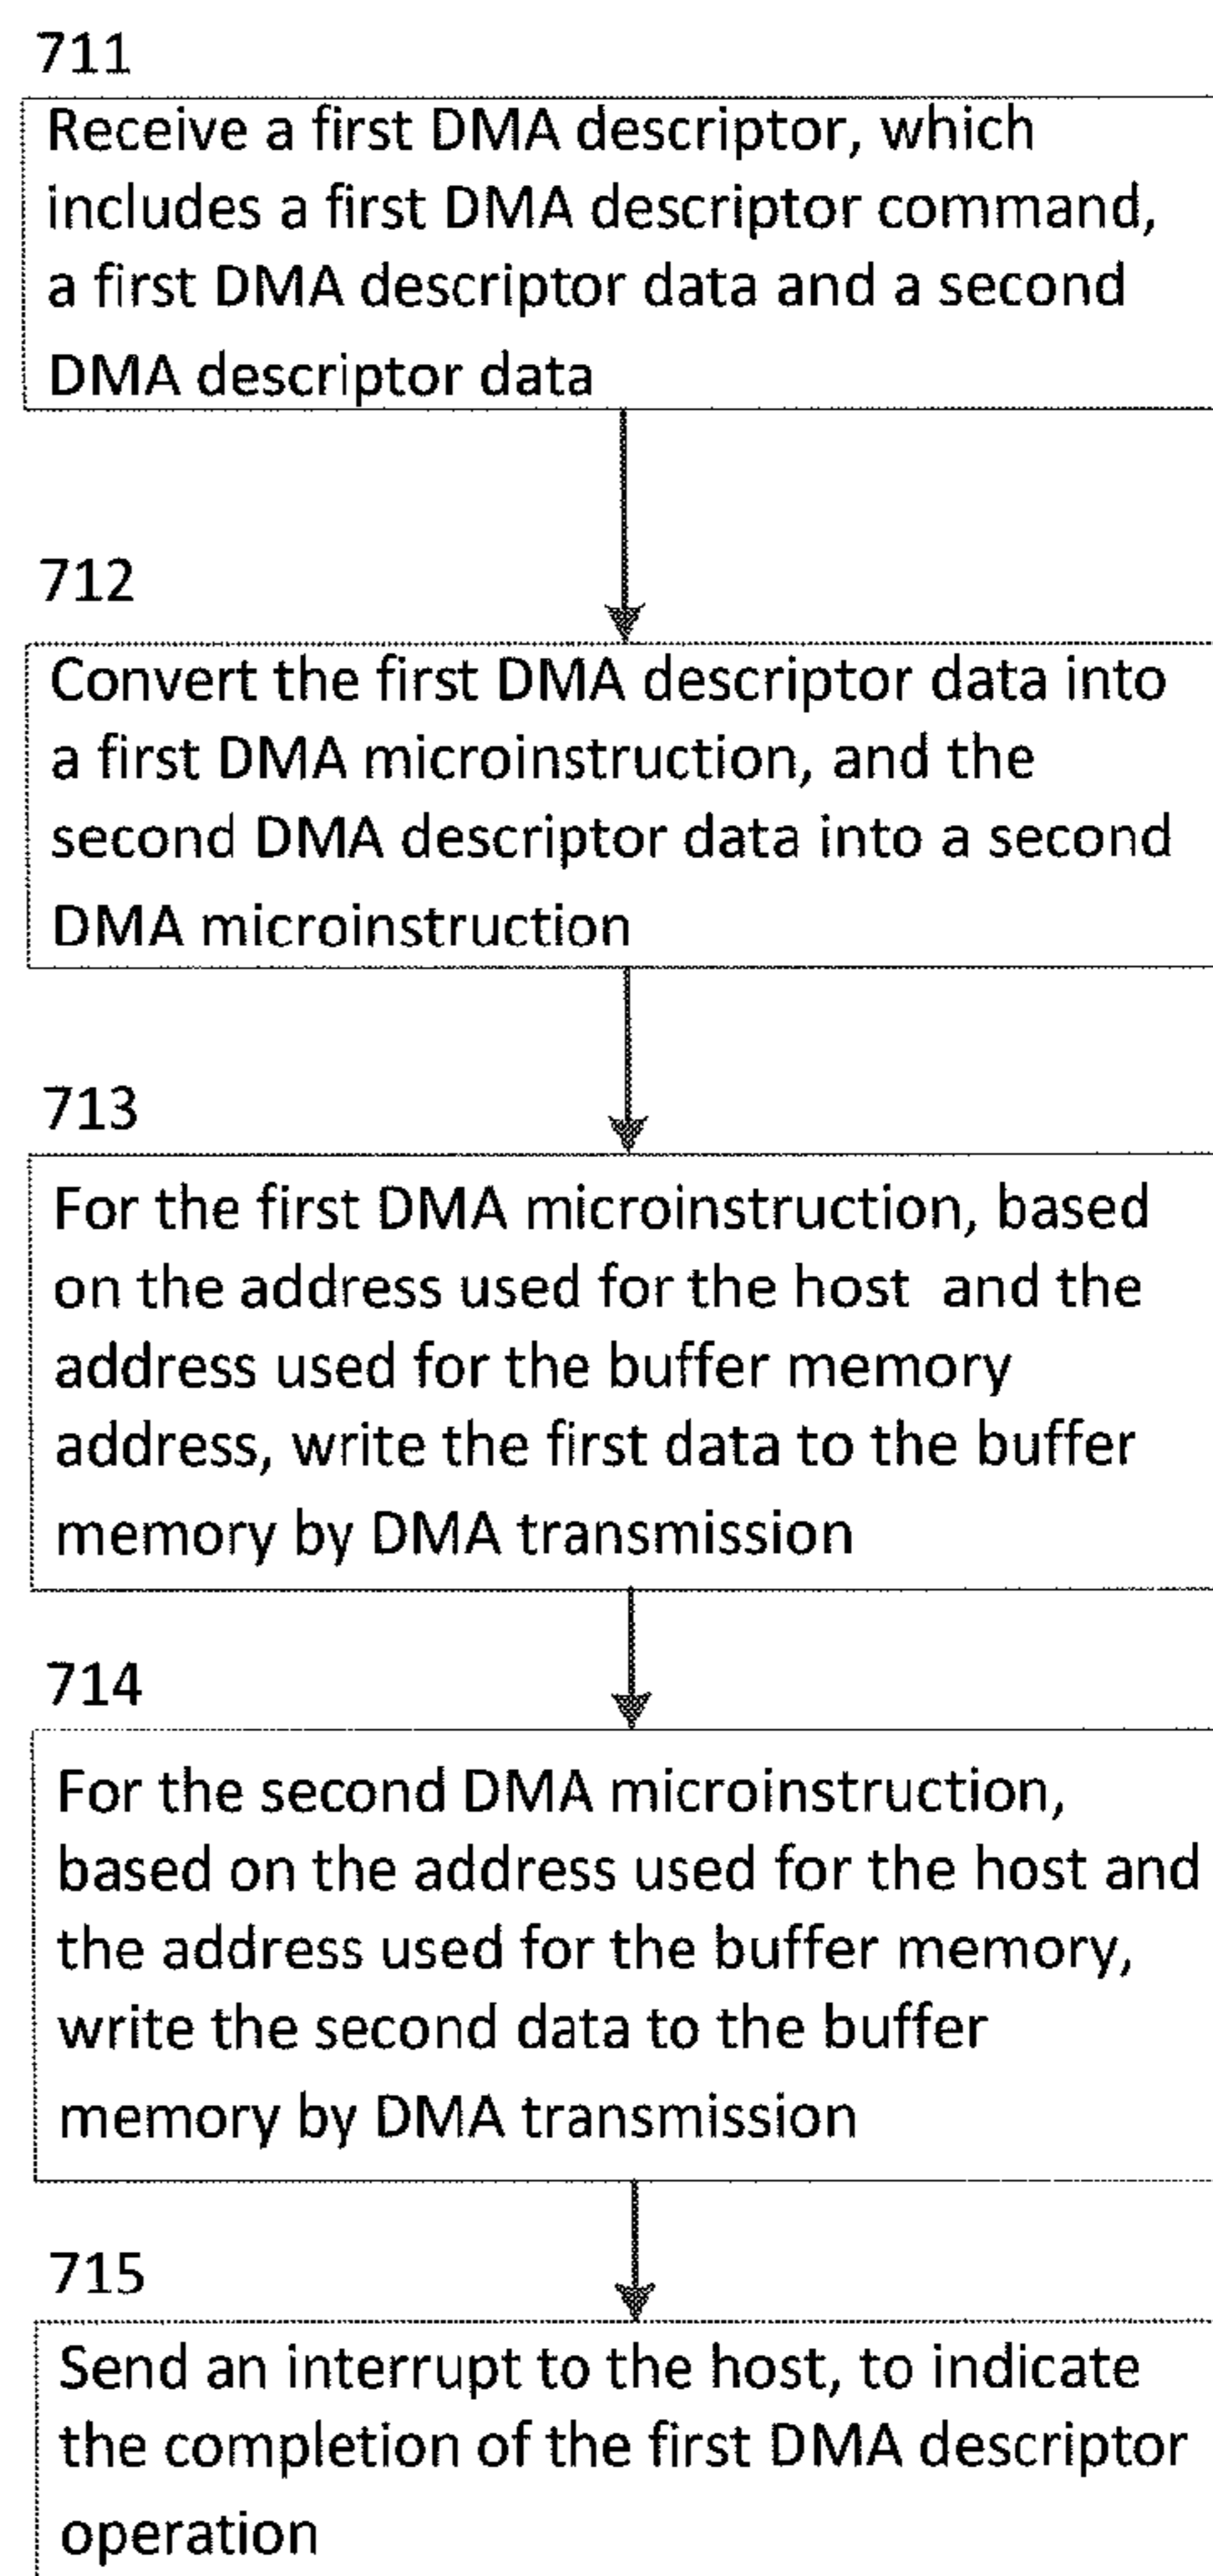 711
Receive a first DMA descriptor, which
includes a first DMA descriptor command,
a first DMA descriptor data and a second
DMA descriptor data
712
Convert the first DMA descriptor data into
a first DMA microinstruction, and the
second DMA descriptor data into a second
DMA microinstruction
713
For the first DMA microinstruction, based
on the address used for the host and the
address used for the buffer memory
address, write the first data to the buffer
memory by DMA transmission
714
For the second DMA microinstruction,
based on the address used for the host and
the address used for the buffer memory,
write the second data to the buffer
memory by DMA transmission
715
Send an interrupt to the host, to indicate
the completion of the first DMA descriptor
operation